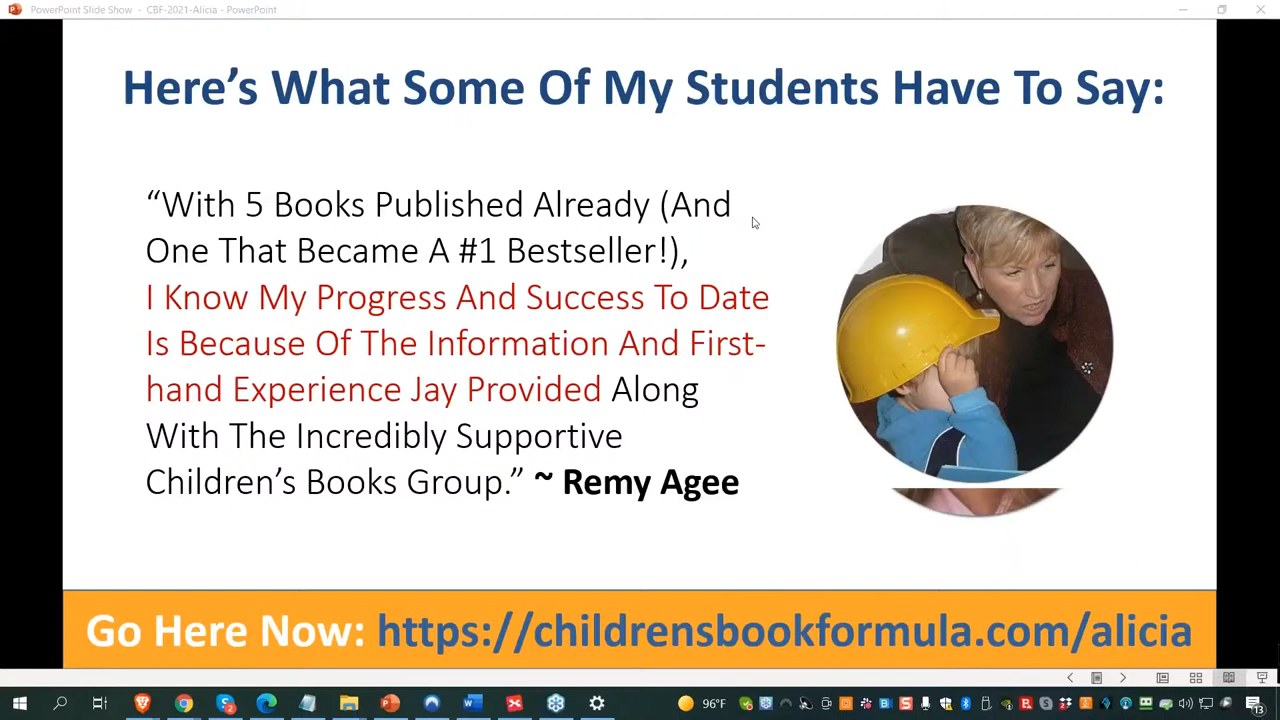 PowerPoint Slide Show - CBF-2021-Alicia - PowerPoint
Here’s What Some Of My Students Have To Say:
“With 5 Books Published Already (And
One That Became A #1 Bestseller!),
I Know My Progress And Success To Date
Is Because Of The Information And First-
hand Experience Jay Provided Along
With The Incredibly Supportive
Children’s Books Group.” ~ Remy Agee
Go Here Now: https://childrensbookformula.com/alicia
96°F
13